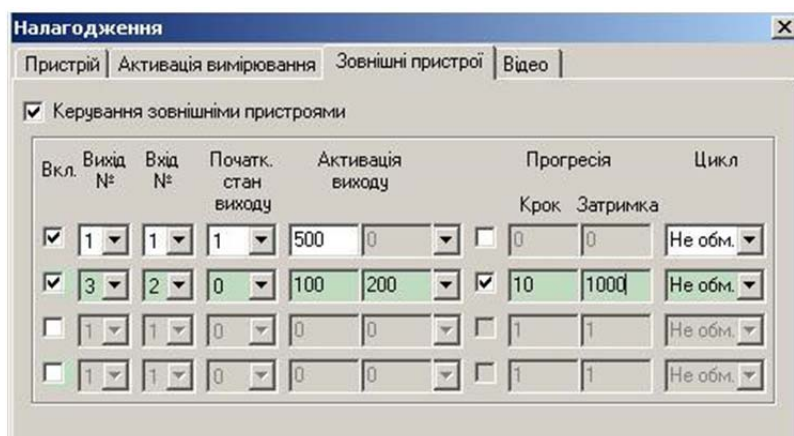 Налагодження
Пристрій Активація вимірювання Зовнішні пристрої Відео
Керування зовнішніми пристроями
Вкл. Вихід № Вхід № Початк. стан виходу Активація виходу Прогресія Крок Затримка Цикл
1 1 1 500 0 0 0 Не обм.
3 2 0 100 200 10 1000 Не обм.
1 1 0 0 0 1 1 Не обм.
1 1 0 0 0 1 1 Не обм.